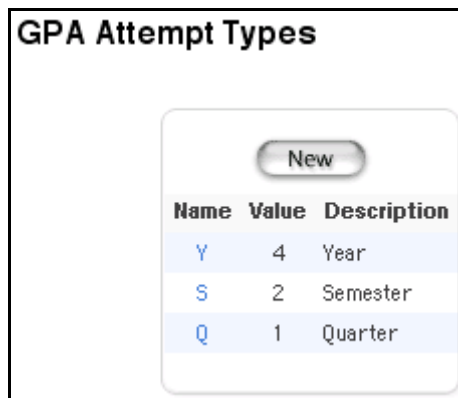 GPA Attempt Types
New
Name Value Description
Y 4 Year
S 2 Semester
Q 1 Quarter